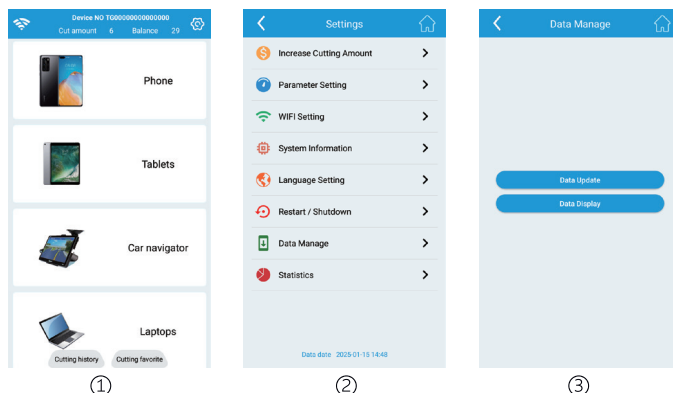 Device NO TG00000000000000
Cut amount 6 Balance 29
Phone
Tablets
Car navigator
Laptops
Cutting history Cutting favorite
①
Settings
Increase Cutting Amount
Parameter Setting
WIFI Setting
System Information
Language Setting
Restart / Shutdown
Data Manage
Statistics
Data date 2025-01-15 14:48
②
Data Manage
Data Update
Data Display
③